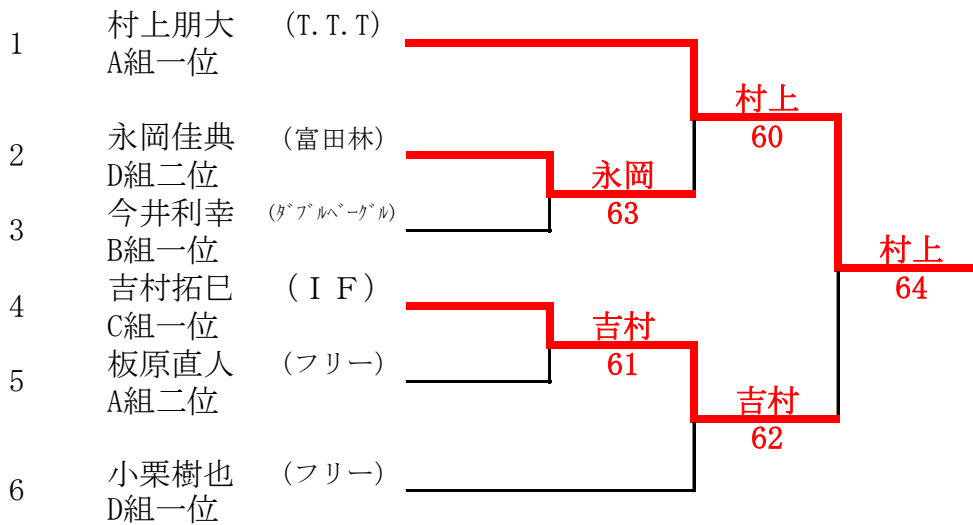 1 村上朋大 (T.T.T)
A組一位
村上
60
2 永岡佳典 (富田林)
D組二位
永岡
63
3 今井利幸 (ﾀﾞﾌﾞﾙﾍﾞｰｸﾞﾙ)
B組一位
村上
64
4 吉村拓巳 (ＩＦ)
C組一位
吉村
61
5 板原直人 (フリー)
A組二位
吉村
62
6 小栗樹也 (フリー)
D組一位